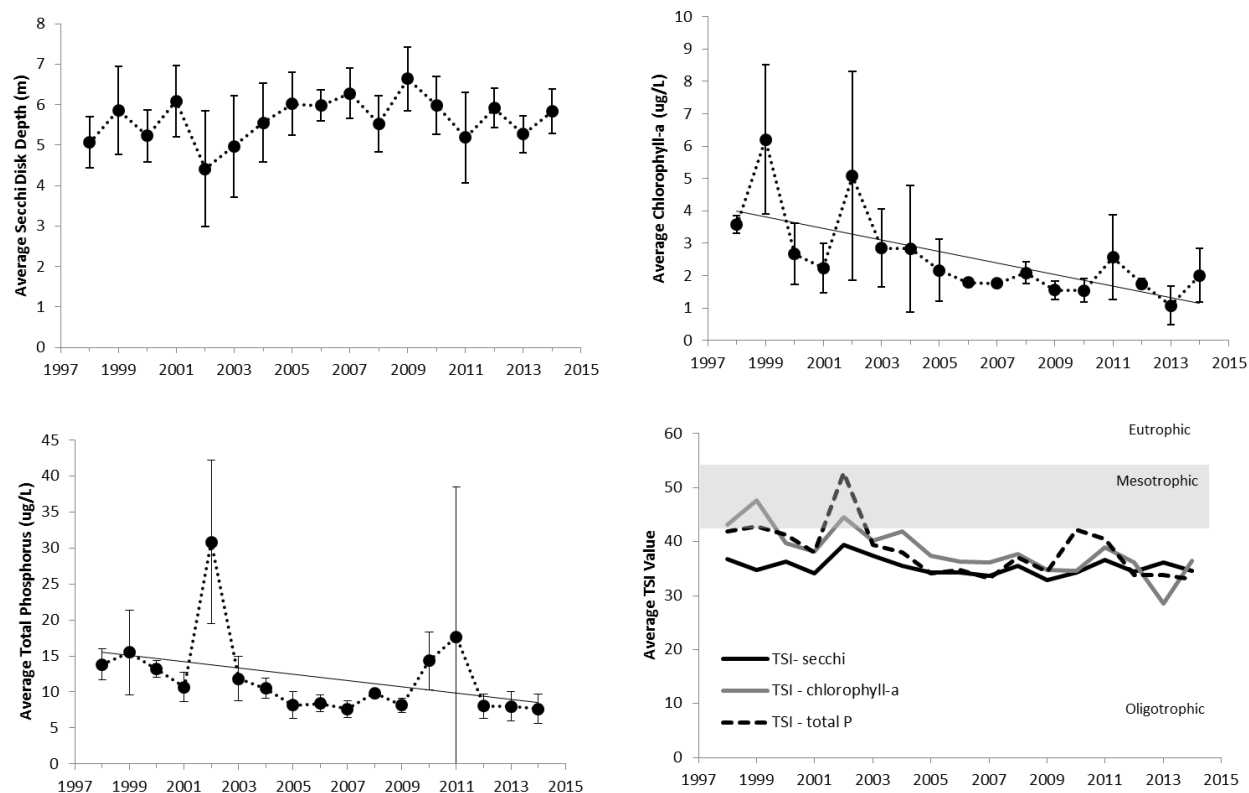 Average Secchi Disk Depth (m)
8
7
6
5
4
3
2
1
0
1997 1999 2001 2003 2005 2007 2009 2011 2013 2015
Average Chlorophyll-a (ug/L)
10
9
8
7
6
5
4
3
2
1
0
1997 1999 2001 2003 2005 2007 2009 2011 2013 2015
Average Total Phosphorus (ug/L)
45
40
35
30
25
20
15
10
5
0
1997 1999 2001 2003 2005 2007 2009 2011 2013 2015
Average TSI Value
60
50
40
30
20
10
0
Eutrophic
Mesotrophic
Oligotrophic
TSI- secchi
TSI - chlorophyll-a
TSI - total P
1997 1999 2001 2003 2005 2007 2009 2011 2013 2015